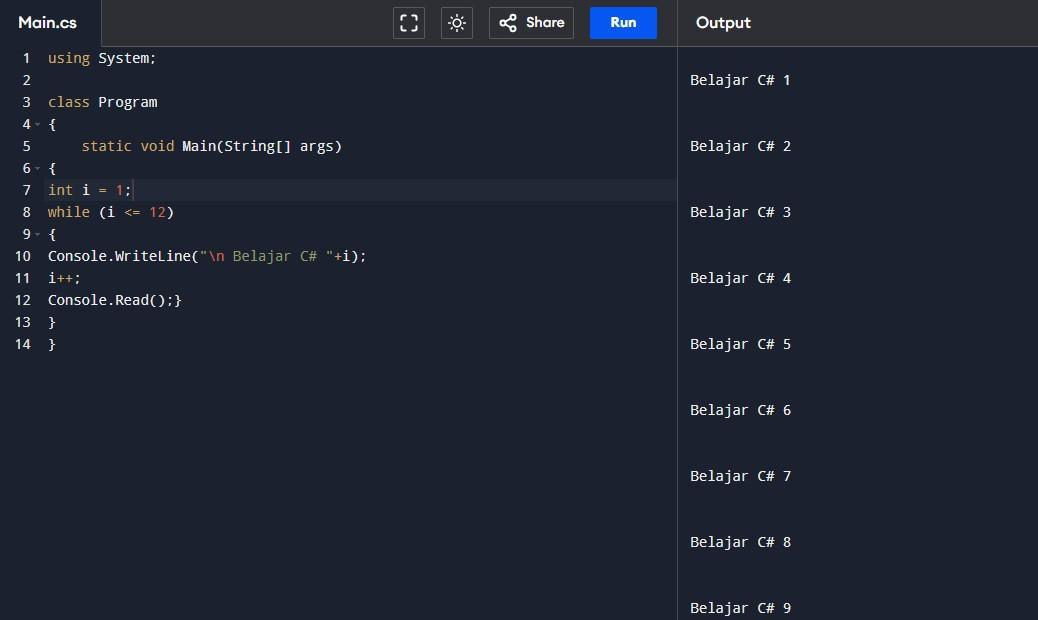 Main.cs
Share
Run
Output
1 using System;
2
3 class Program
4 {
5 static void Main(String[] args)
6 {
7 int i = 1;
8 while (i <= 12)
9 {
10 Console.WriteLine("\n Belajar C# "+i);
11 i++;
12 Console.Read();}
13 }
14 }
Belajar C# 1
Belajar C# 2
Belajar C# 3
Belajar C# 4
Belajar C# 5
Belajar C# 6
Belajar C# 7
Belajar C# 8
Belajar C# 9